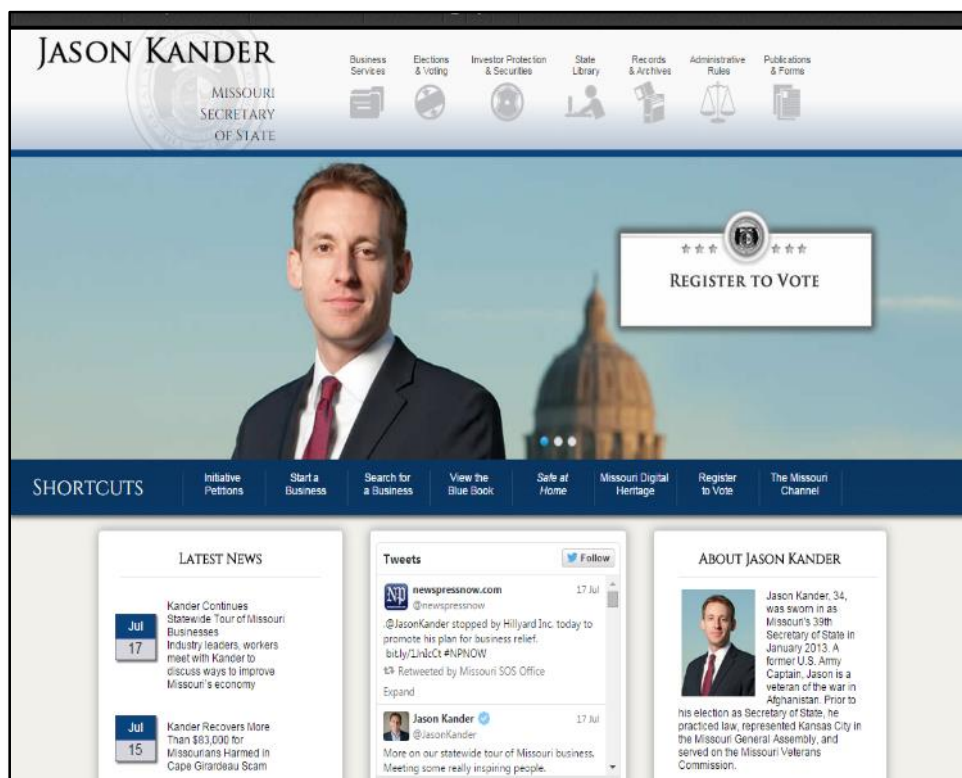 JASON KANDER
MISSOURI
SECRETARY
OF STATE
Business
Services
Elections
& Voting
Investor Protection
& Securities
State
Library
Records
& Archives
Administrative
Rules
Publications
& Forms
REGISTER TO VOTE
SHORTCUTS
Initiative
Petitions
Start a
Business
Search for
a Business
View the
Blue Book
Safe at
Home
Missouri Digital
Heritage
Register
to Vote
The Missouri
Channel
LATEST NEWS
Jul
17
Kander Continues
Statewide Tour of Missouri
Businesses
Industry leaders, workers
meet with Kander to
discuss ways to improve
Missouri's economy
Jul
15
Kander Recovers More
Than $83,000 for
Missourians Harmed in
Cape Girardeau Scam
Tweets
Follow
NP
newspressnow.com 17 Jul
@newspressnow
.@JasonKander stopped by Hillyard Inc. today to
promote his plan for business relief.
#NPNOW
Retweeted by Missouri SOS Office
Expand
Jason Kander 17 Jul
@JasonKander
More on our statewide tour of Missouri business.
Meeting some really inspiring people.
ABOUT JASON KANDER
Jason Kander, 34,
was sworn in as
Missouri's 39th
Secretary of State in
January 2013. A
former U.S. Army
Captain, Jason is a
veteran of the war in
Afghanistan. Prior to
his election as Secretary of State, he
practiced law, represented Kansas City in
the Missouri General Assembly, and
served on the Missouri Veterans
Commission.